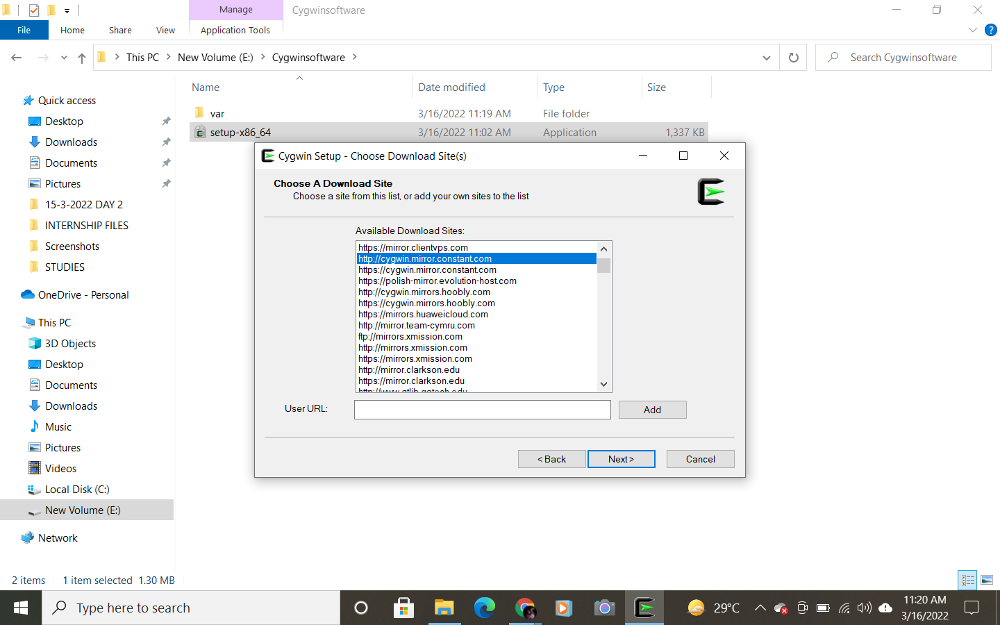 Manage
Cygwinsoftware
File
Home
Share
View
Application Tools
This PC
New Volume (E:)
Cygwinsoftware
Search Cygwinsoftware
Name
Date modified
Type
Size
var
3/16/2022 11:19 AM
File folder
setup-x86_64
3/16/2022 11:02 AM
Application
1,337 KB
Quick access
Desktop
Downloads
Documents
Pictures
15-3-2022 DAY 2
INTERNSHIP FILES
Screenshots
STUDIES
OneDrive - Personal
This PC
3D Objects
Desktop
Documents
Downloads
Music
Pictures
Videos
Local Disk (C:)
New Volume (E:)
Network
Cygwin Setup - Choose Download Site(s)
Choose A Download Site
Choose a site from this list, or add your own sites to the list
Available Download Sites:
https://mirror.clientvps.com
http://cygwin.mirror.constant.com
https://cygwin.mirror.constant.com
https://polish-mirror.evolution-host.com
http://cygwin.mirrors.hoobly.com
https://cygwin.mirrors.hoobly.com
https://mirrors.huaweicloud.com
http://mirror.team-cymru.com
ftp://mirrors.xmission.com
http://mirrors.xmission.com
https://mirrors.xmission.com
http://mirror.clarkson.edu
https://mirror.clarkson.edu
http://www.gtlib.gatech.edu
User URL:
Add
< Back
Next >
Cancel
2 items
1 item selected 1.30 MB
Type here to search
29°C
11:20 AM
3/16/2022